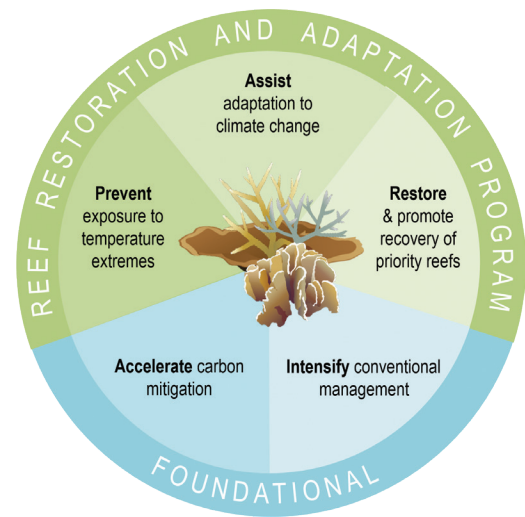 REEF RESTORATION AND ADAPTATION PROGRAM
Assist
adaptation to
climate change
Prevent
exposure to
temperature
extremes
Restore
& promote
recovery of
priority reefs
Accelerate carbon
mitigation
Intensify conventional
management
FOUNDATIONAL